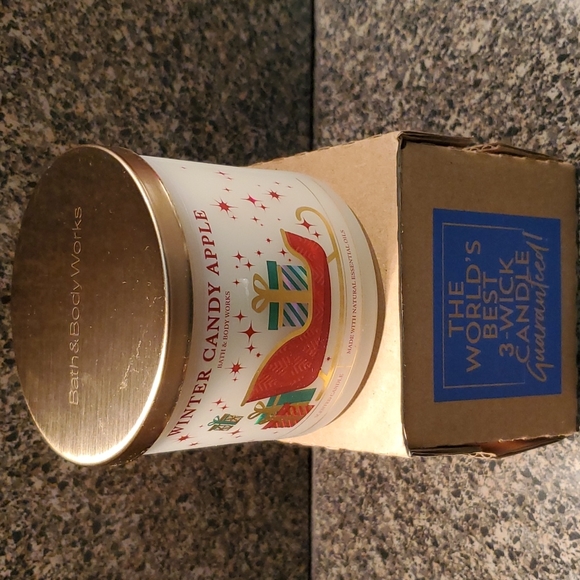 Bath&BodyWorks
WINTER CANDY APPLE
BATH & BODY WORKS
MADE WITH NATURAL ESSENTIAL OILS
THE
WORLD'S
BEST
3-WICK
CANDLE
Guaranteed!